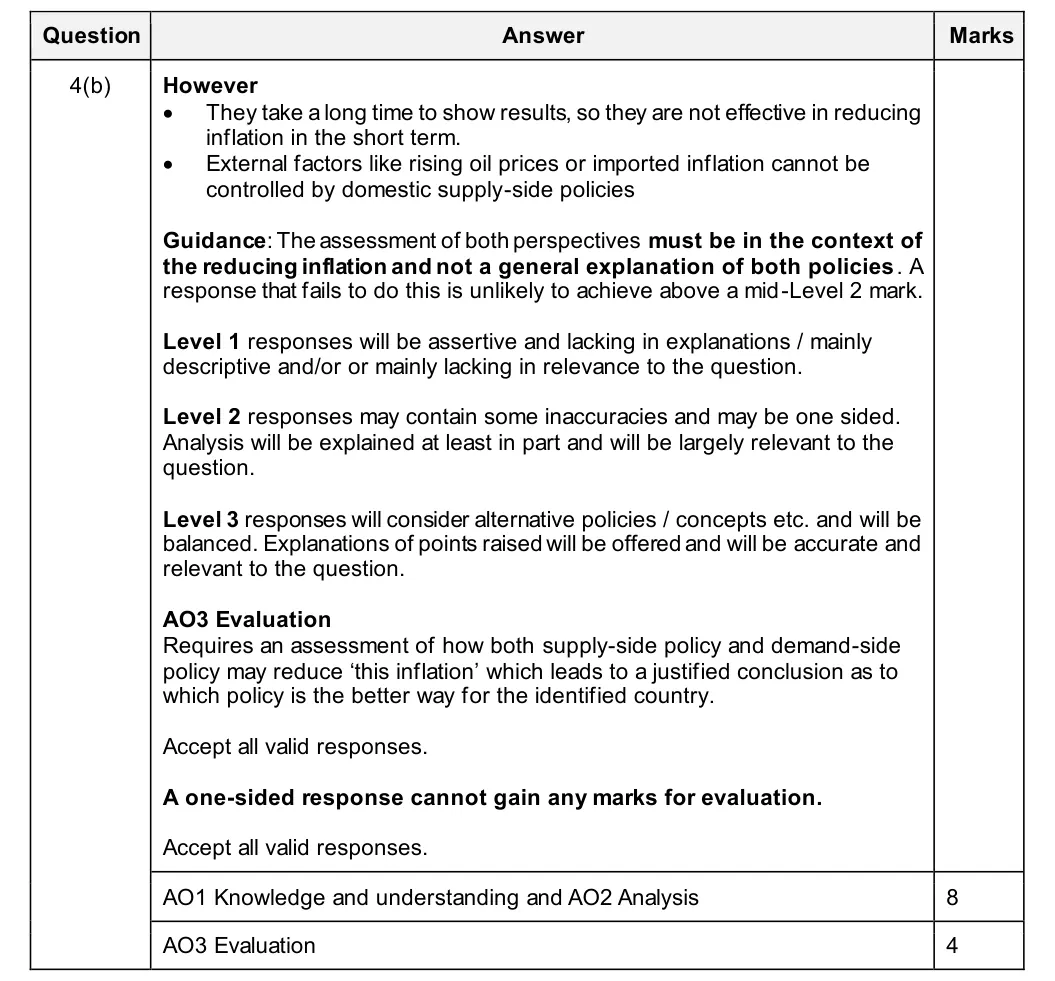 Question Answer Marks
4(b)
However
• They take a long time to show results, so they are not effective in reducing
inflation in the short term.
• External factors like rising oil prices or imported inflation cannot be
controlled by domestic supply-side policies
Guidance: The assessment of both perspectives must be in the context of
the reducing inflation and not a general explanation of both policies. A
response that fails to do this is unlikely to achieve above a mid-Level 2 mark.
Level 1 responses will be assertive and lacking in explanations / mainly
descriptive and/or or mainly lacking in relevance to the question.
Level 2 responses may contain some inaccuracies and may be one sided.
Analysis will be explained at least in part and will be largely relevant to the
question.
Level 3 responses will consider alternative policies / concepts etc. and will be
balanced. Explanations of points raised will be offered and will be accurate and
relevant to the question.
AO3 Evaluation
Requires an assessment of how both supply-side policy and demand-side
policy may reduce ‘this inflation’ which leads to a justified conclusion as to
which policy is the better way for the identified country.
Accept all valid responses.
A one-sided response cannot gain any marks for evaluation.
Accept all valid responses.
AO1 Knowledge and understanding and AO2 Analysis 8
AO3 Evaluation 4